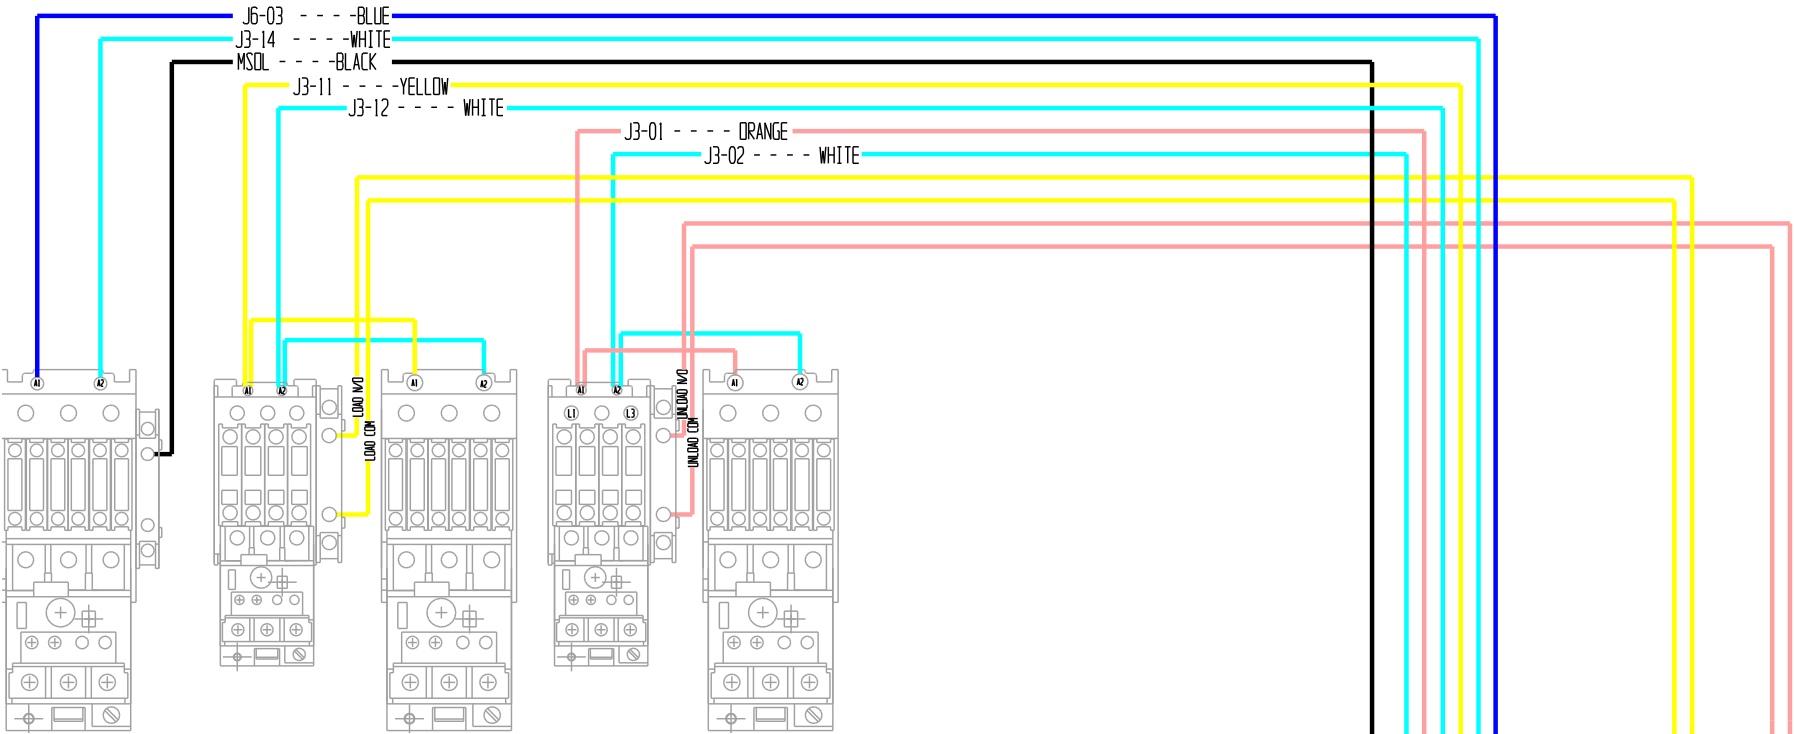 J6-03 - - - -BLUE
J3-14 - - - -WHITE
MSOL - - - -BLACK
J3-11 - - - -YELLOW
J3-12 - - - - WHITE
J3-01 - - - - ORANGE
J3-02 - - - - WHITE
A1 A2
A1 A2
LOAD N/O
LOAD COM
A1 A2
A1 A2
L1 L3
UNLOAD N/O
UNLOAD COM
A1 A2